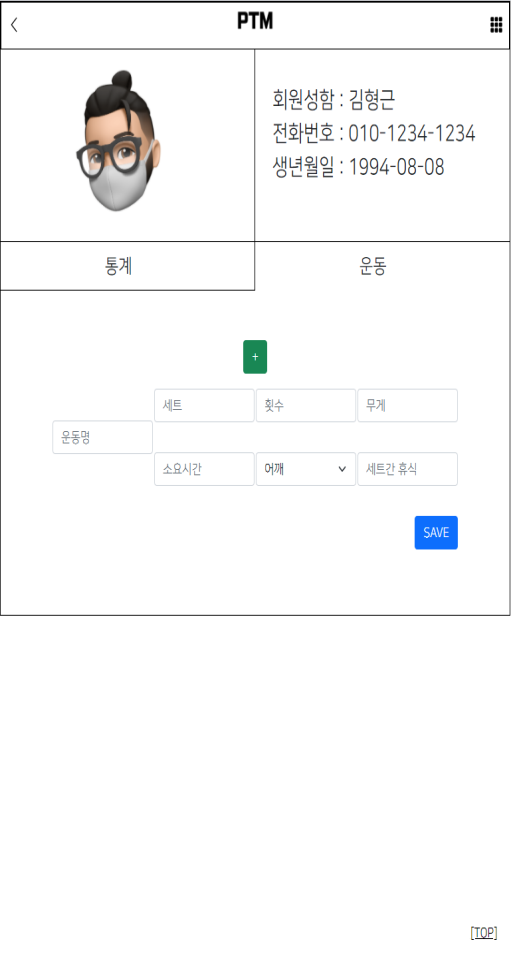 PTM
회원성함 : 김형근
전화번호 : 010-1234-1234
생년월일 : 1994-08-08
통계
운동
+
세트
횟수
무게
운동명
소요시간
어깨
세트간 휴식
SAVE
[TOP]